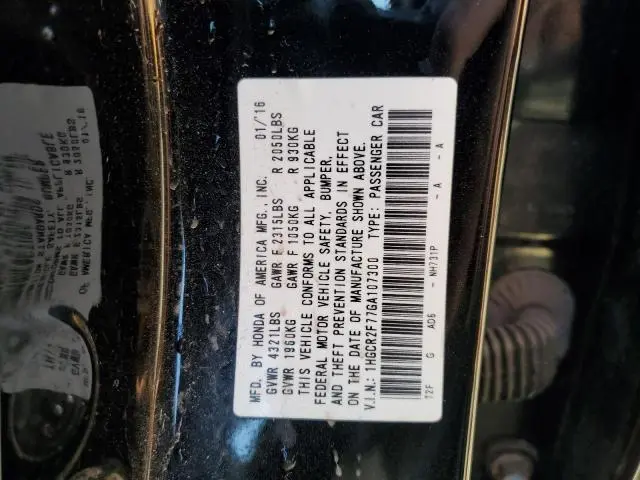 MFD. BY HONDA OF AMERICA MFG., INC. 01/16
GVWR 4321LBS GAWR F 2315LBS R 2050LBS
GVWR 1960KG GAWR F 1050KG R 930KG
THIS VEHICLE CONFORMS TO ALL APPLICABLE
FEDERAL MOTOR VEHICLE SAFETY, BUMPER,
AND THEFT PREVENTION STANDARDS IN EFFECT
ON THE DATE OF MANUFACTURE SHOWN ABOVE.
V.I.N.: 1HGCR2F77GA107300 TYPE: PASSENGER CAR
T2F G AD6 - NH731P - A - A